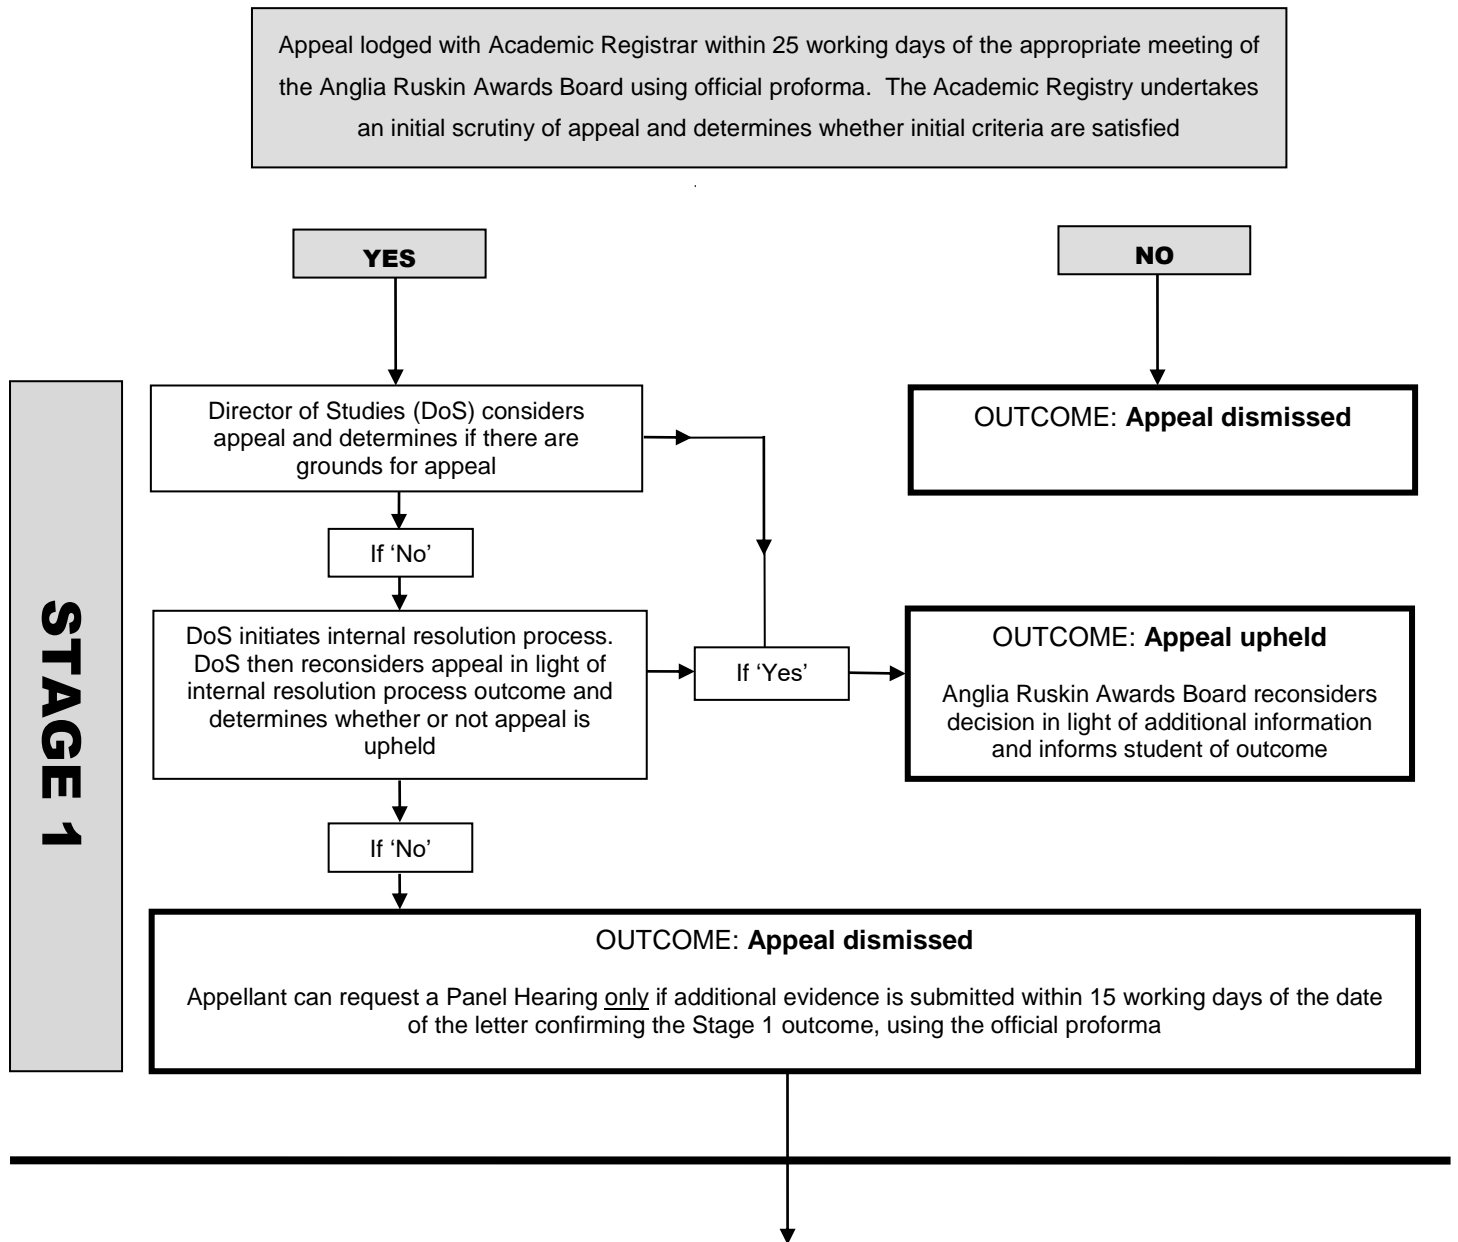 Appeal lodged with Academic Registrar within 25 working days of the appropriate meeting of
the Anglia Ruskin Awards Board using official proforma.  The Academic Registry undertakes
an initial scrutiny of appeal and determines whether initial criteria are satisfied
YES
NO
STAGE 1
Director of Studies (DoS) considers
appeal and determines if there are
grounds for appeal
OUTCOME: Appeal dismissed
If ‘No’
DoS initiates internal resolution process.
DoS then reconsiders appeal in light of
internal resolution process outcome and
determines whether or not appeal is
upheld
If ‘Yes’
OUTCOME: Appeal upheld
Anglia Ruskin Awards Board reconsiders
decision in light of additional information
and informs student of outcome
If ‘No’
OUTCOME: Appeal dismissed
Appellant can request a Panel Hearing only if additional evidence is submitted within 15 working days of the date
of the letter confirming the Stage 1 outcome, using the official proforma